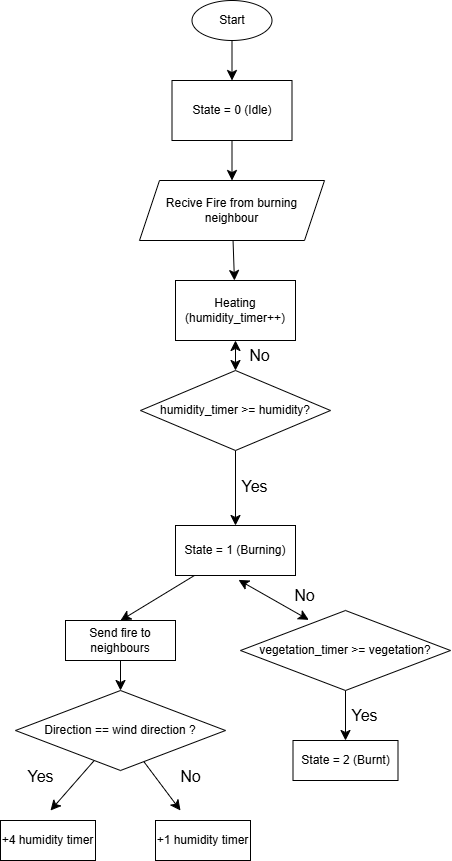 Start
State = 0 (Idle)
Recive Fire from burning
neighbour
Heating
(humidity_timer++)
No
humidity_timer >= humidity?
Yes
State = 1 (Burning)
No
Send fire to
neighbours
vegetation_timer >= vegetation?
Direction == wind direction ?
Yes
State = 2 (Burnt)
Yes
No
+4 humidity timer
+1 humidity timer